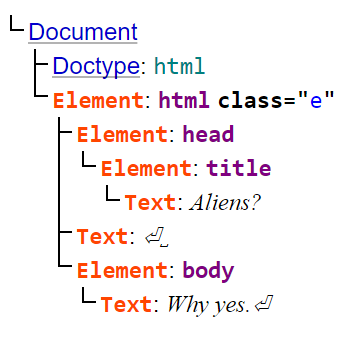 Document
Doctype: html
Element: html class="e"
Element: head
Element: title
Text: Aliens?
Text: ⏎␣
Element: body
Text: Why yes.⏎